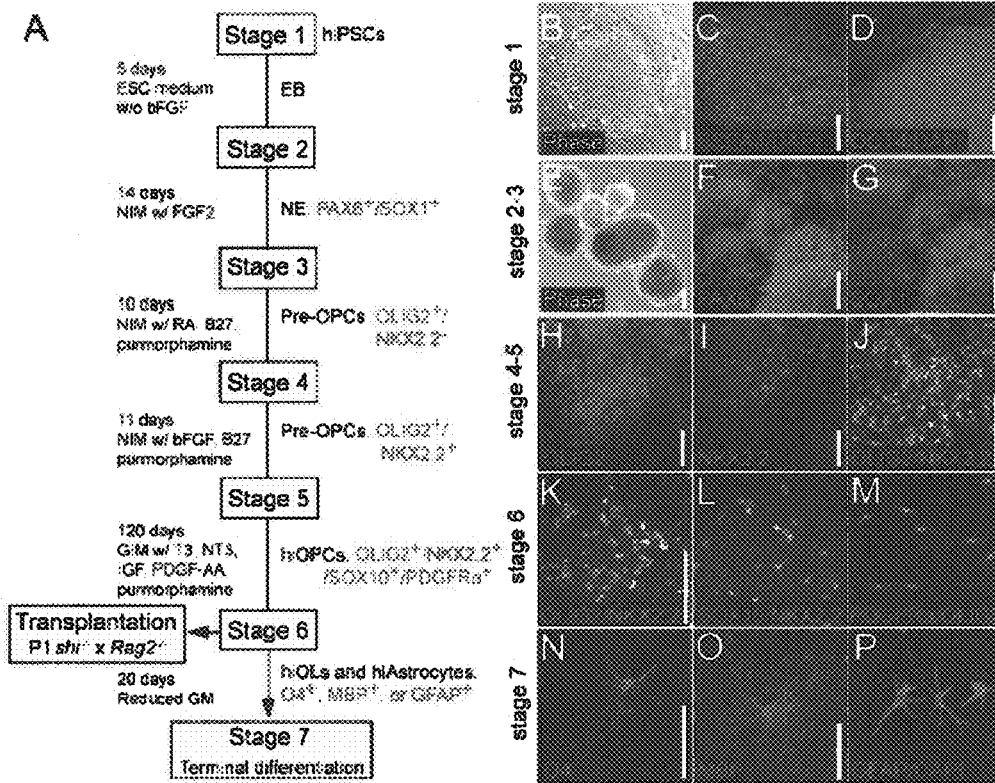 A
Stage 1
hiPSCs
5 days
ESC medium
w/o bFGF
EB
Stage 2
14 days
NIM w/ FGF2
NE: PAX6⁺/SOX1⁺
Stage 3
10 days
NIM w/ RA, B27,
purmorphamine
Pre-OPCs: OLIG2⁺/
NKX2.2⁻
Stage 4
11 days
NIM w/ bFGF, B27
purmorphamine
Pre-OPCs: OLIG2⁺/
NKX2.2⁺
Stage 5
120 days
GIM w/ T3, NT3,
IGF, PDGF-AA,
purmorphamine
hiOPCs: OLIG2⁺ NKX2.2⁺
/SOX10⁺/PDGFRα⁺
Stage 6
Transplantation
P1 shi x Rag2
20 days
Reduced GM
hiOLs and hiAstrocytes:
O4⁺, MBP⁺, or GFAP⁺
Stage 7
Terminal differentiation
stage 1
B
Phase
C
D
stage 2-3
E
Phase
F
G
stage 4-5
H
I
J
stage 6
K
L
M
stage 7
N
O
P